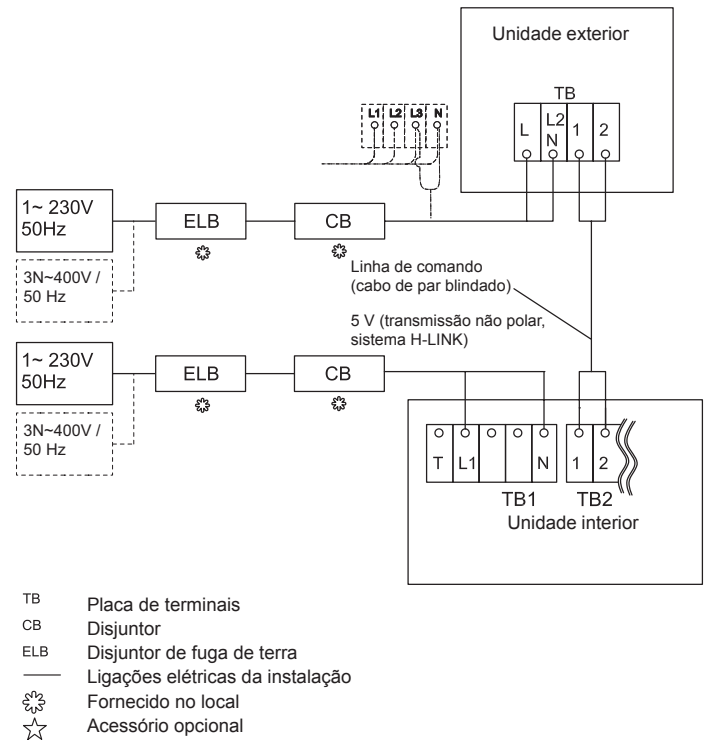 Unidade exterior
TB
L1 L2 L3 N
L L2 N 1 2
1~ 230V
50Hz
ELB
CB
3N~400V /
50 Hz
Linha de comando
(cabo de par blindado)
5 V (transmissão não polar,
sistema H-LINK)
1~ 230V
50Hz
ELB
CB
3N~400V /
50 Hz
T L1 N 1 2
TB1 TB2
Unidade interior
TB Placa de terminais
CB Disjuntor
ELB Disjuntor de fuga de terra
Ligações elétricas da instalação
Fornecido no local
Acessório opcional